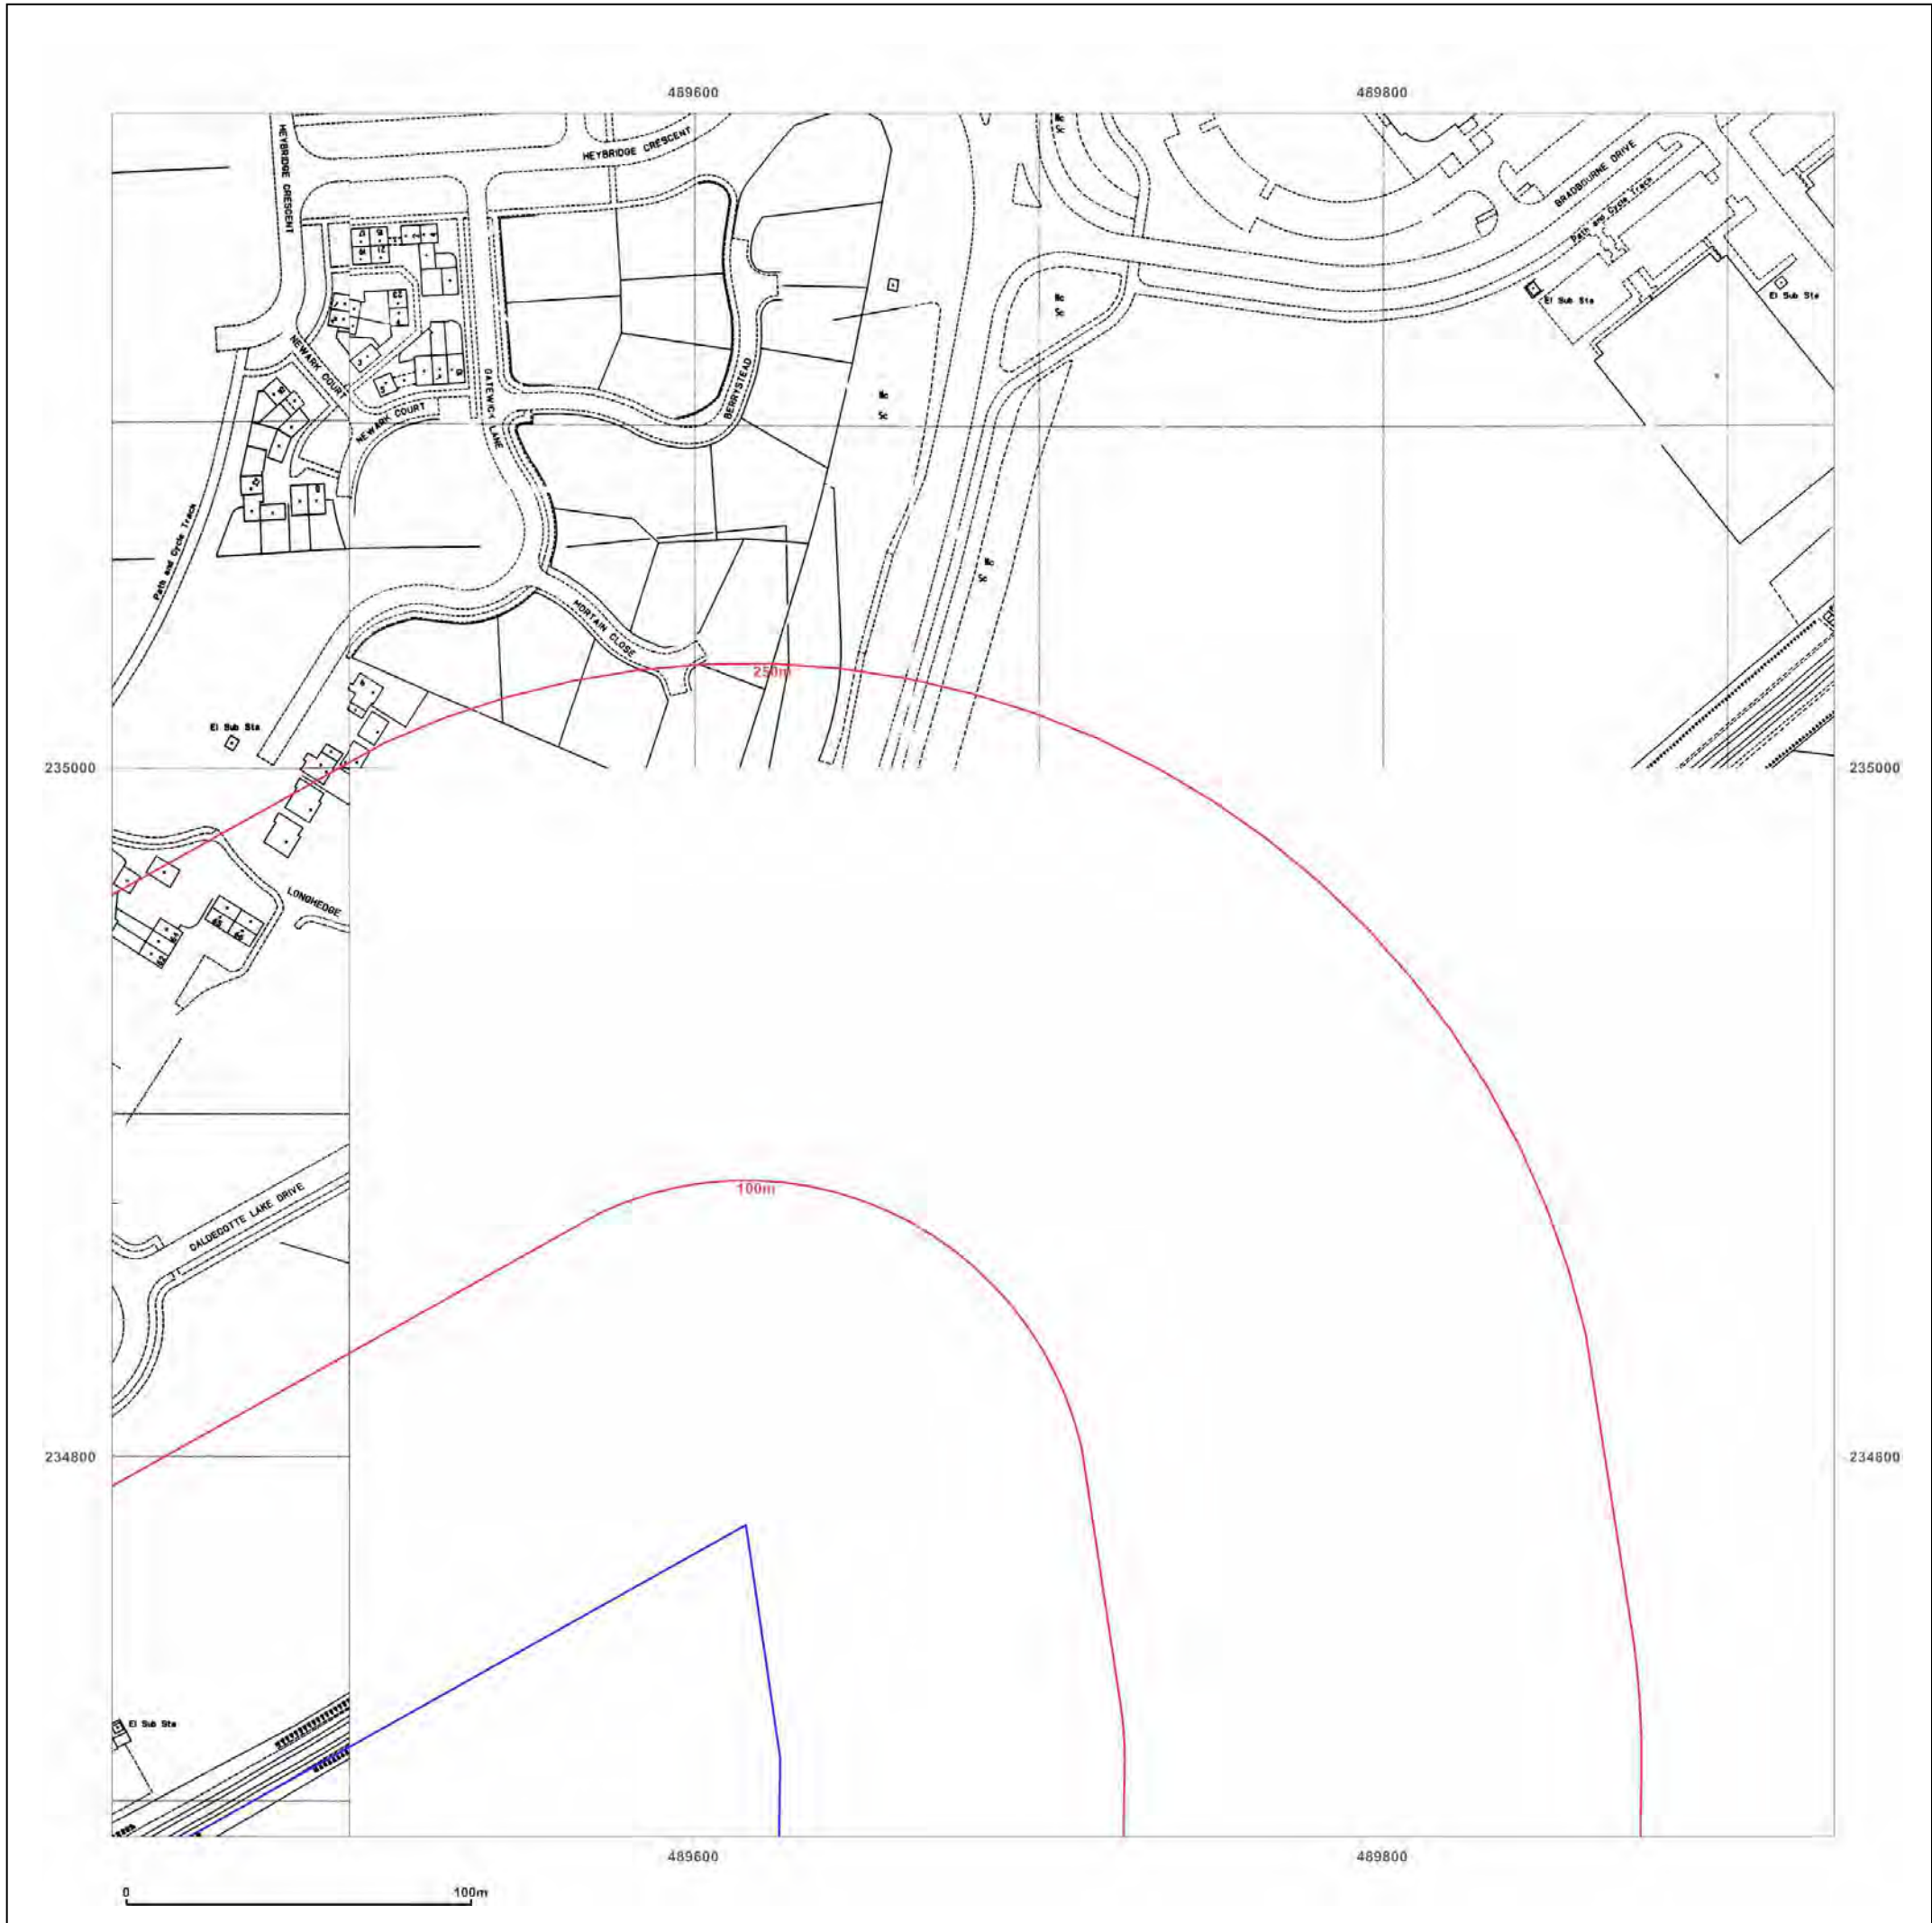 489600
489800
HEYBRIDGE CRESCENT
HEYBRIDGE CRESCENT
BRADBOURNE DRIVE
Path and Cycle Track
El Sub Sta
El Sub Sta
NEWARK COURT
NEWARK COURT
GATEWICK LANE
BERRYSTEAD
Path and Cycle Track
MORTAIN CLOSE
250m
El Sub Sta
235000
235000
LONGHEDGE
100m
CALDECOTTE LAKE DRIVE
234800
234800
El Sub Sta
489600
489800
0
100m